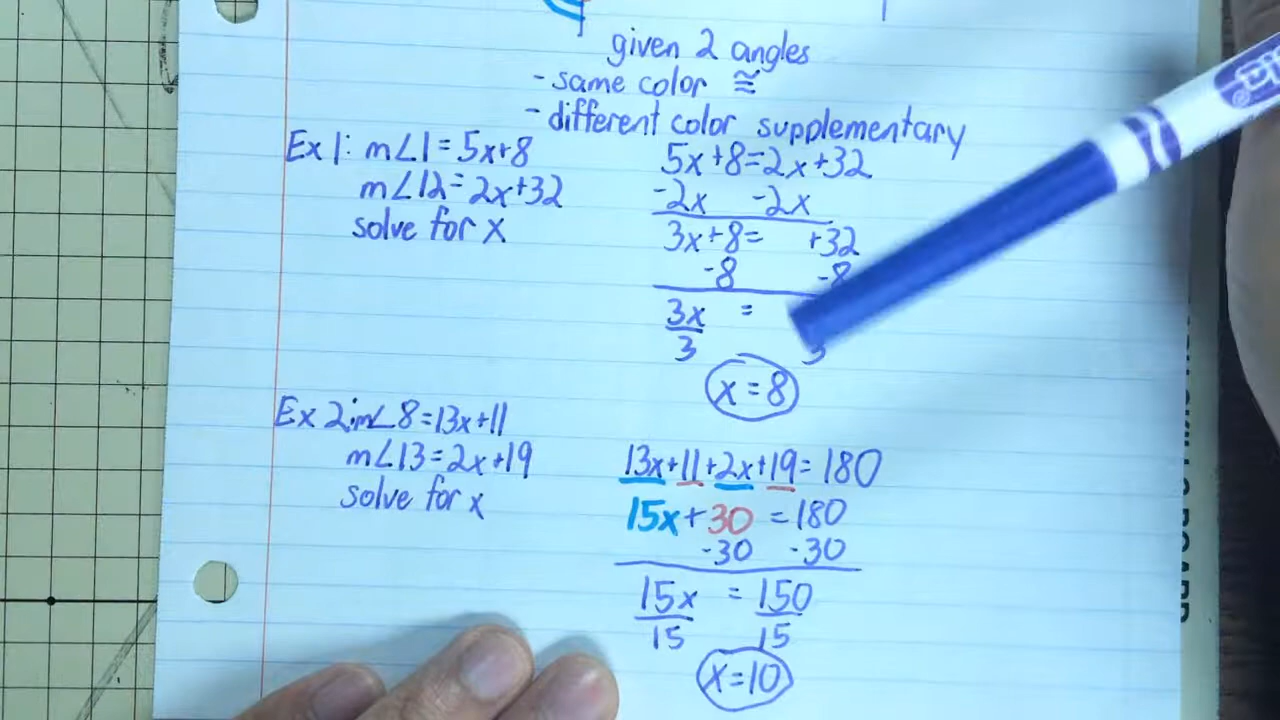 given 2 angles
- same color ≅
- different color supplementary
Ex 1: m∠1=5x+8
m∠12=2x+32
solve for x
5x+8=2x+32
-2x -2x
3x+8= +32
-8 -8
3x =
3 3
x=8
Ex 2: m∠8=13x+11
m∠13=2x+19
solve for x
13x+11+2x+19=180
15x+30 =180
-30 -30
15x = 150
15 15
x=10